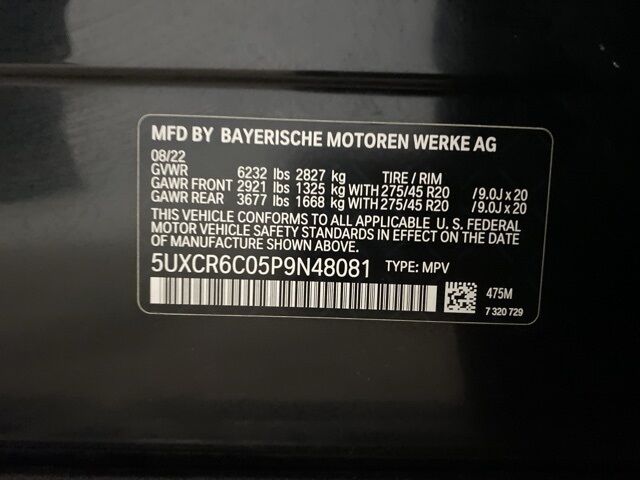 MFD BY BAYERISCHE MOTOREN WERKE AG
08/22
GVWR 6232 lbs 2827 kg TIRE / RIM
GAWR FRONT 2921 lbs 1325 kg WITH 275/45 R20 /9.0J x 20
GAWR REAR 3677 lbs 1668 kg WITH 275/45 R20 /9.0J x 20
THIS VEHICLE CONFORMS TO ALL APPLICABLE U. S. FEDERAL
MOTOR VEHICLE SAFETY STANDARDS IN EFFECT ON THE DATE
OF MANUFACTURE SHOWN ABOVE.
5UXCR6C05P9N48081 TYPE: MPV
475M
7 320 729